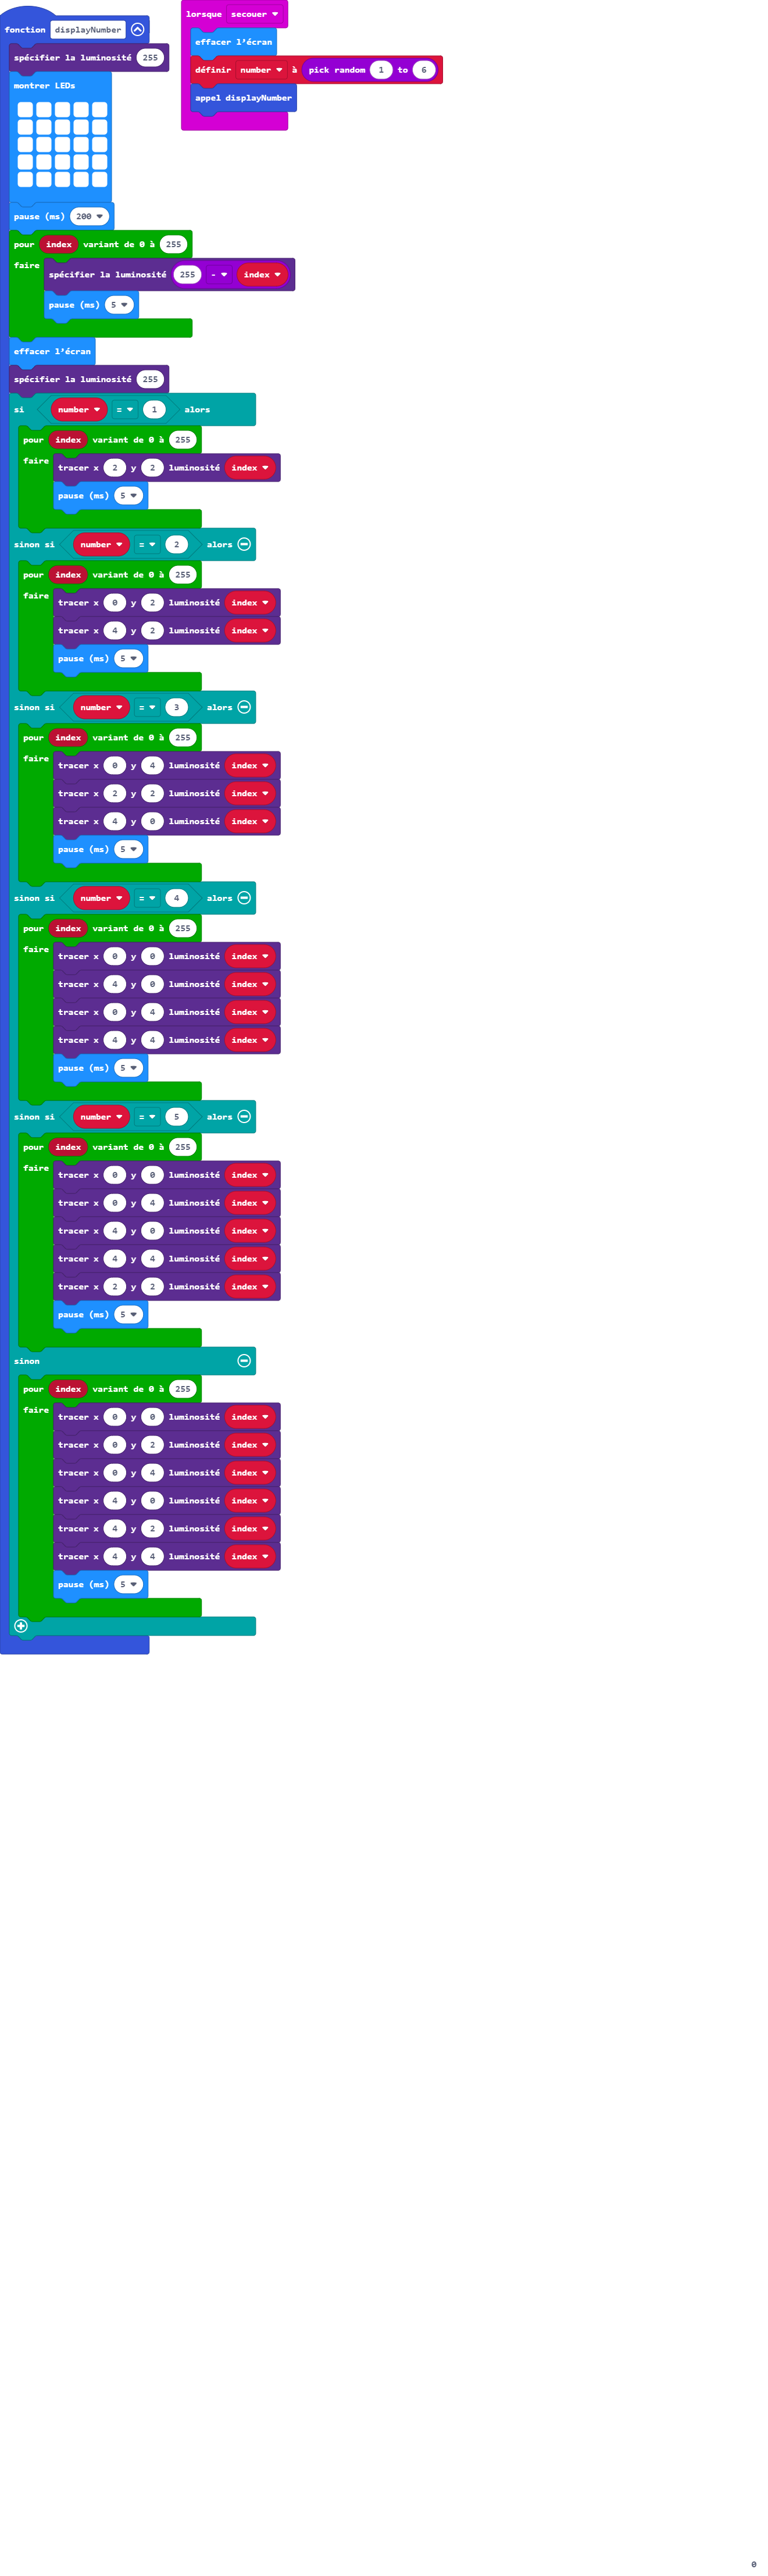 fonction displayNumber
spécifier la luminosité 255
montrer LEDs
pause (ms) 200
pour index variant de 0 à 255
faire
spécifier la luminosité 255 - index
pause (ms) 5
effacer l'écran
spécifier la luminosité 255
si number = 1 alors
pour index variant de 0 à 255
faire
tracer x 2 y 2 luminosité index
pause (ms) 5
sinon si number = 2 alors
pour index variant de 0 à 255
faire
tracer x 0 y 2 luminosité index
tracer x 4 y 2 luminosité index
pause (ms) 5
sinon si number = 3 alors
pour index variant de 0 à 255
faire
tracer x 0 y 4 luminosité index
tracer x 2 y 2 luminosité index
tracer x 4 y 0 luminosité index
pause (ms) 5
sinon si number = 4 alors
pour index variant de 0 à 255
faire
tracer x 0 y 0 luminosité index
tracer x 4 y 0 luminosité index
tracer x 0 y 4 luminosité index
tracer x 4 y 4 luminosité index
pause (ms) 5
sinon si number = 5 alors
pour index variant de 0 à 255
faire
tracer x 0 y 0 luminosité index
tracer x 0 y 4 luminosité index
tracer x 4 y 0 luminosité index
tracer x 4 y 4 luminosité index
tracer x 2 y 2 luminosité index
pause (ms) 5
sinon
pour index variant de 0 à 255
faire
tracer x 0 y 0 luminosité index
tracer x 0 y 2 luminosité index
tracer x 0 y 4 luminosité index
tracer x 4 y 0 luminosité index
tracer x 4 y 2 luminosité index
tracer x 4 y 4 luminosité index
pause (ms) 5
lorsque secouer
effacer l'écran
définir number à pick random 1 to 6
appel displayNumber
0